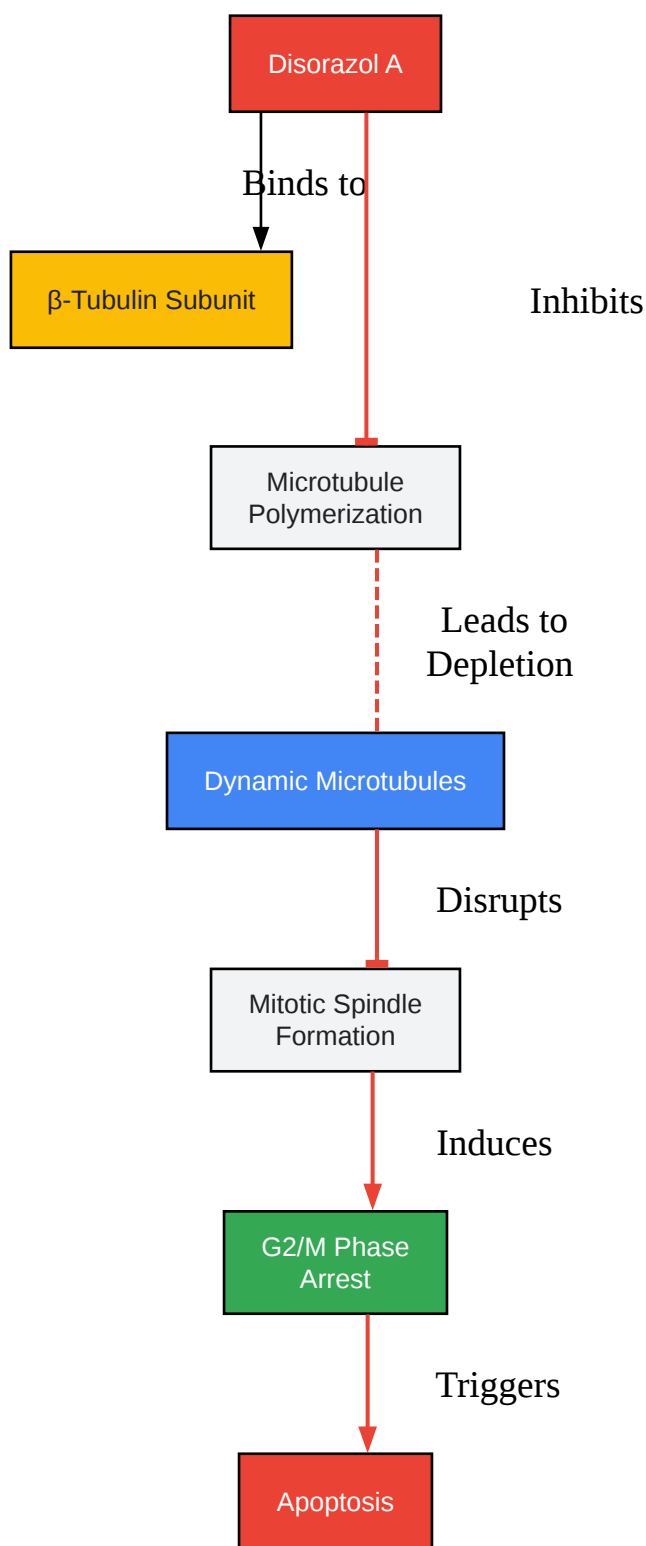 Disorazol A
Binds to
β-Tubulin Subunit
Inhibits
Microtubule
Polymerization
Leads to
Depletion
Dynamic Microtubules
Disrupts
Mitotic Spindle
Formation
Induces
G2/M Phase
Arrest
Triggers
Apoptosis